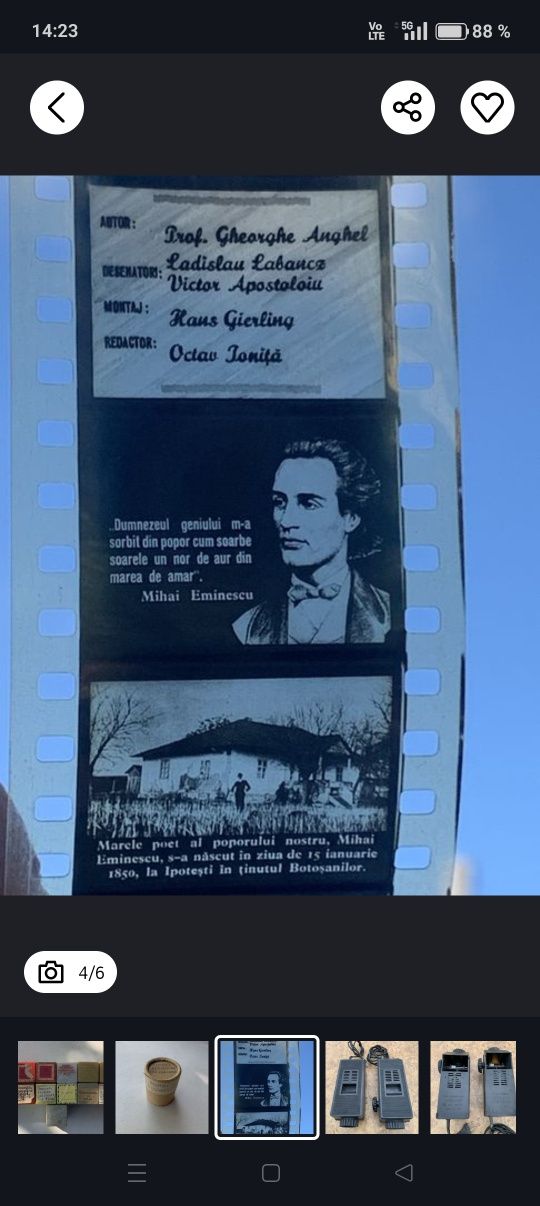 14:23
Vo
LTE
5G
88 %
AUTOR:
Prof. Gheorghe Anghel
DESENATORI:
Ladislau Labancz
Victor Apostoloiu
MONTAJ:
Hans Gierling
REDACTOR:
Octav Ioniță
„Dumnezeul geniului m-a
sorbit din popor cum soarbe
soarele un nor de aur din
marea de amar".
Mihai Eminescu
Marele poet al poporului nostru, Mihai
Eminescu, s-a născut în ziua de 15 ianuarie
1850, la Ipotești în ținutul Botoșanilor.
4/6